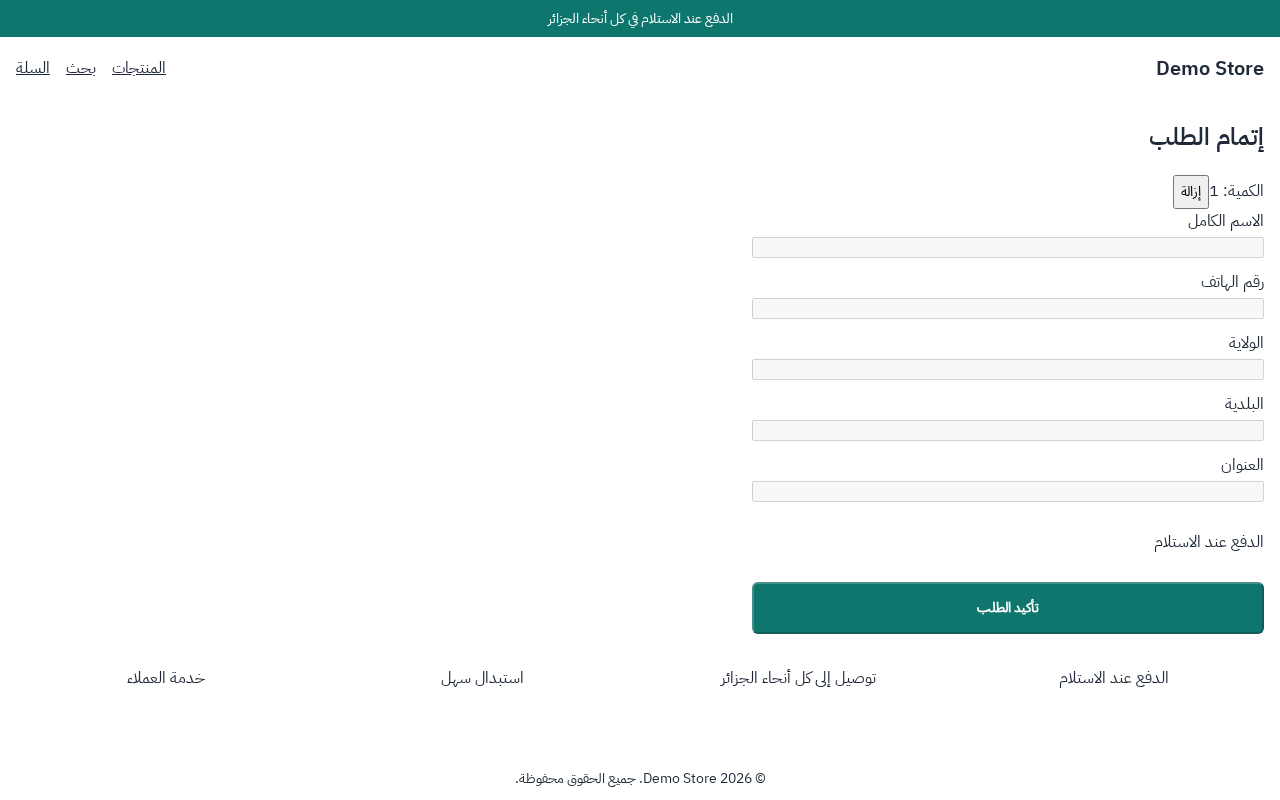 الدفع عند الاستلام في كل أنحاء الجزائر
Demo Store
المنتجات
بحث
السلة
إتمام الطلب
الكمية: 1 إزالة
الاسم الكامل
رقم الهاتف
الولاية
البلدية
العنوان
الدفع عند الاستلام
تأكيد الطلب
الدفع عند الاستلام
توصيل إلى كل أنحاء الجزائر
استبدال سهل
خدمة العملاء
© 2026 Demo Store. جميع الحقوق محفوظة.